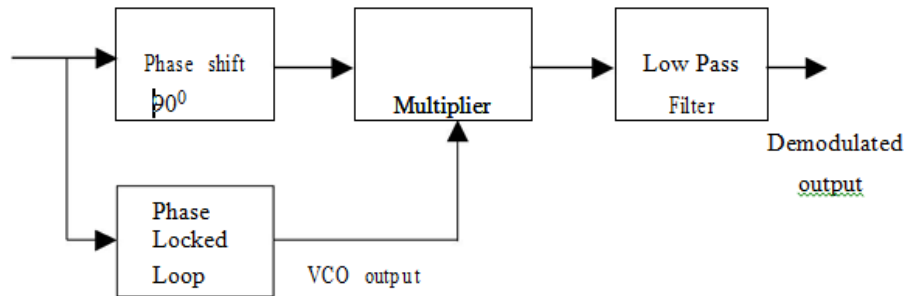 Phase shift
90⁰
Multiplier
Low Pass
Filter
Demodulated
output
Phase
Locked
Loop
VCO output